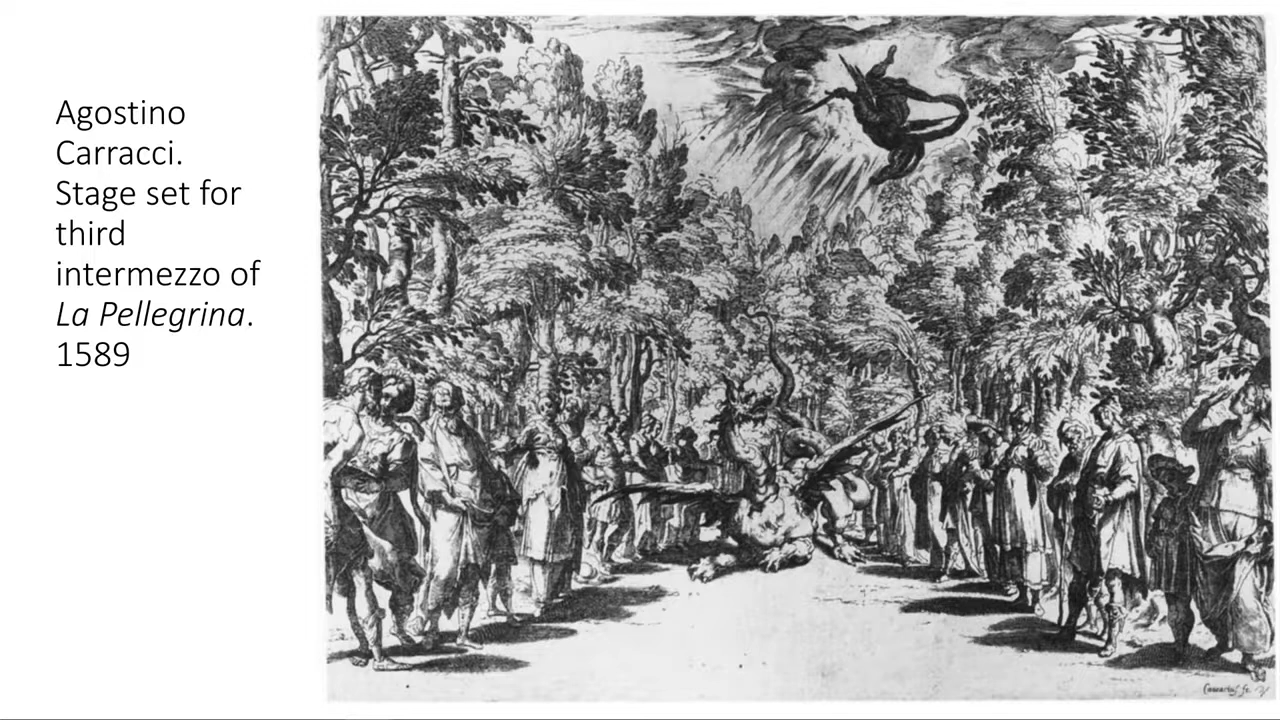 Agostino
Carracci.
Stage set for
third
intermezzo of
La Pellegrina.
1589